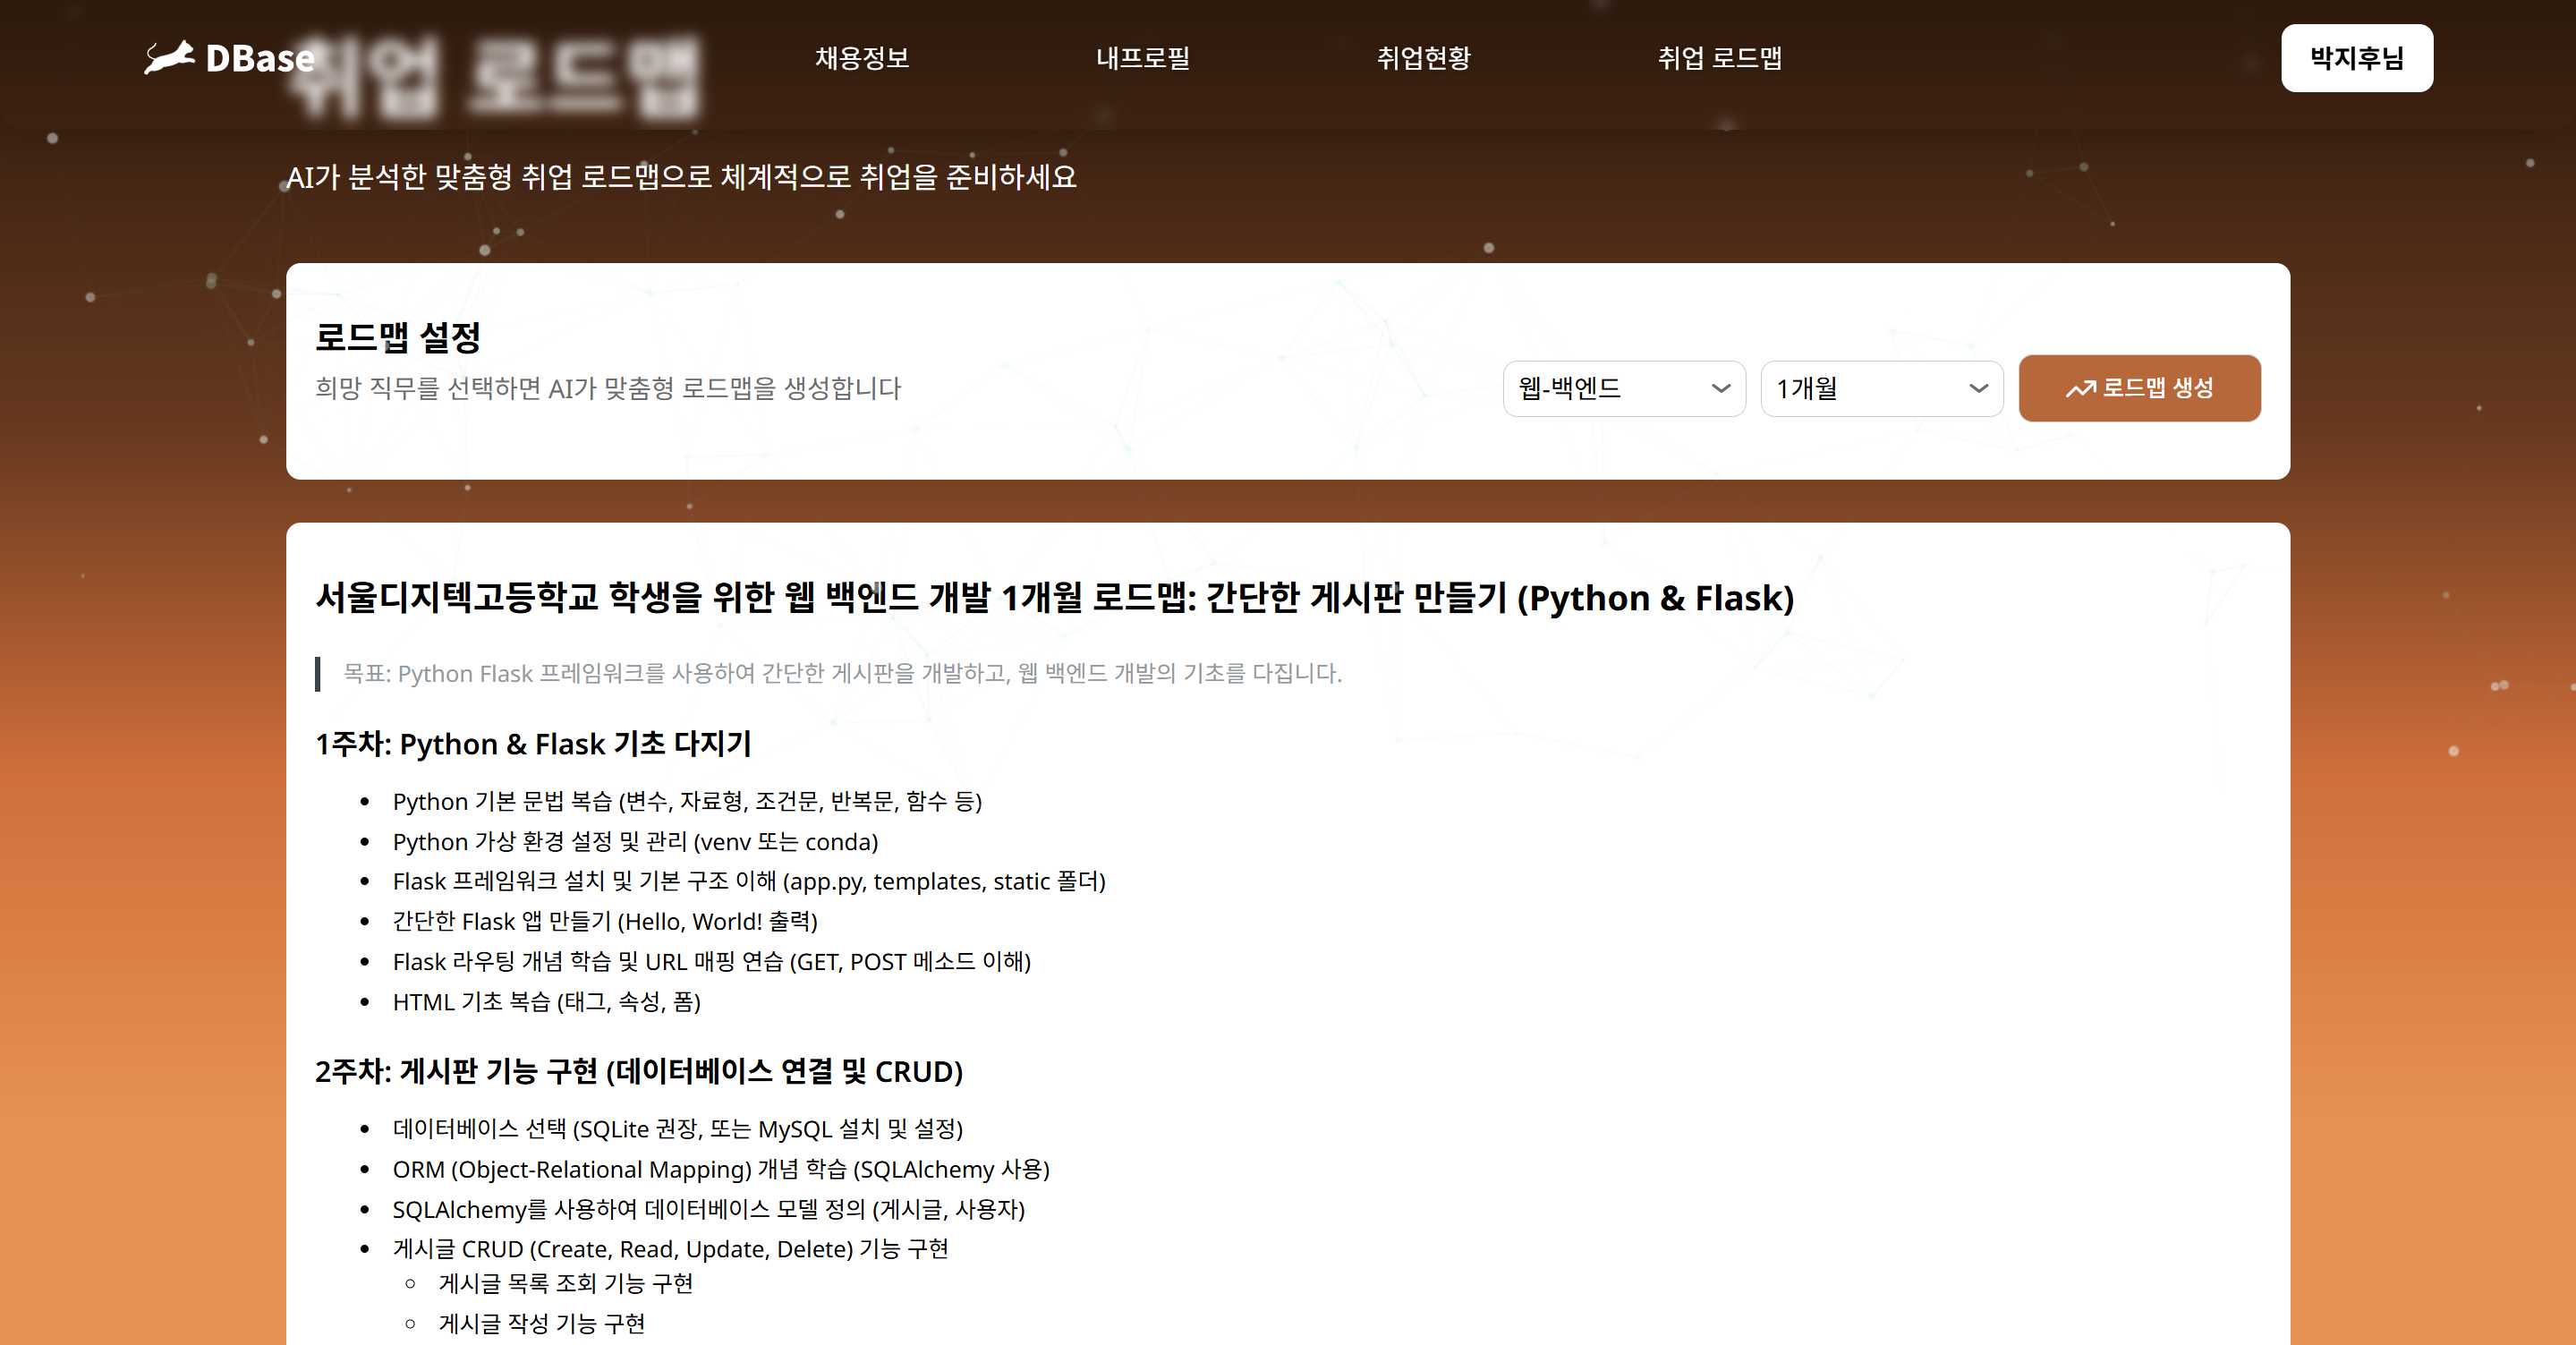 DBase
채용정보
내프로필
취업현황
취업 로드맵
박지후님
취업 로드맵
AI가 분석한 맞춤형 취업 로드맵으로 체계적으로 취업을 준비하세요
로드맵 설정
희망 직무를 선택하면 AI가 맞춤형 로드맵을 생성합니다
웹-백엔드
1개월
로드맵 생성
서울디지텍고등학교 학생을 위한 웹 백엔드 개발 1개월 로드맵: 간단한 게시판 만들기 (Python & Flask)
목표: Python Flask 프레임워크를 사용하여 간단한 게시판을 개발하고, 웹 백엔드 개발의 기초를 다집니다.
1주차: Python & Flask 기초 다지기
• Python 기본 문법 복습 (변수, 자료형, 조건문, 반복문, 함수 등)
• Python 가상 환경 설정 및 관리 (venv 또는 conda)
• Flask 프레임워크 설치 및 기본 구조 이해 (app.py, templates, static 폴더)
• 간단한 Flask 앱 만들기 (Hello, World! 출력)
• Flask 라우팅 개념 학습 및 URL 매핑 연습 (GET, POST 메소드 이해)
• HTML 기초 복습 (태그, 속성, 폼)
2주차: 게시판 기능 구현 (데이터베이스 연결 및 CRUD)
• 데이터베이스 선택 (SQLite 권장, 또는 MySQL 설치 및 설정)
• ORM (Object-Relational Mapping) 개념 학습 (SQLAlchemy 사용)
• SQLAlchemy를 사용하여 데이터베이스 모델 정의 (게시글, 사용자)
• 게시글 CRUD (Create, Read, Update, Delete) 기능 구현
◦ 게시글 목록 조회 기능 구현
◦ 게시글 작성 기능 구현